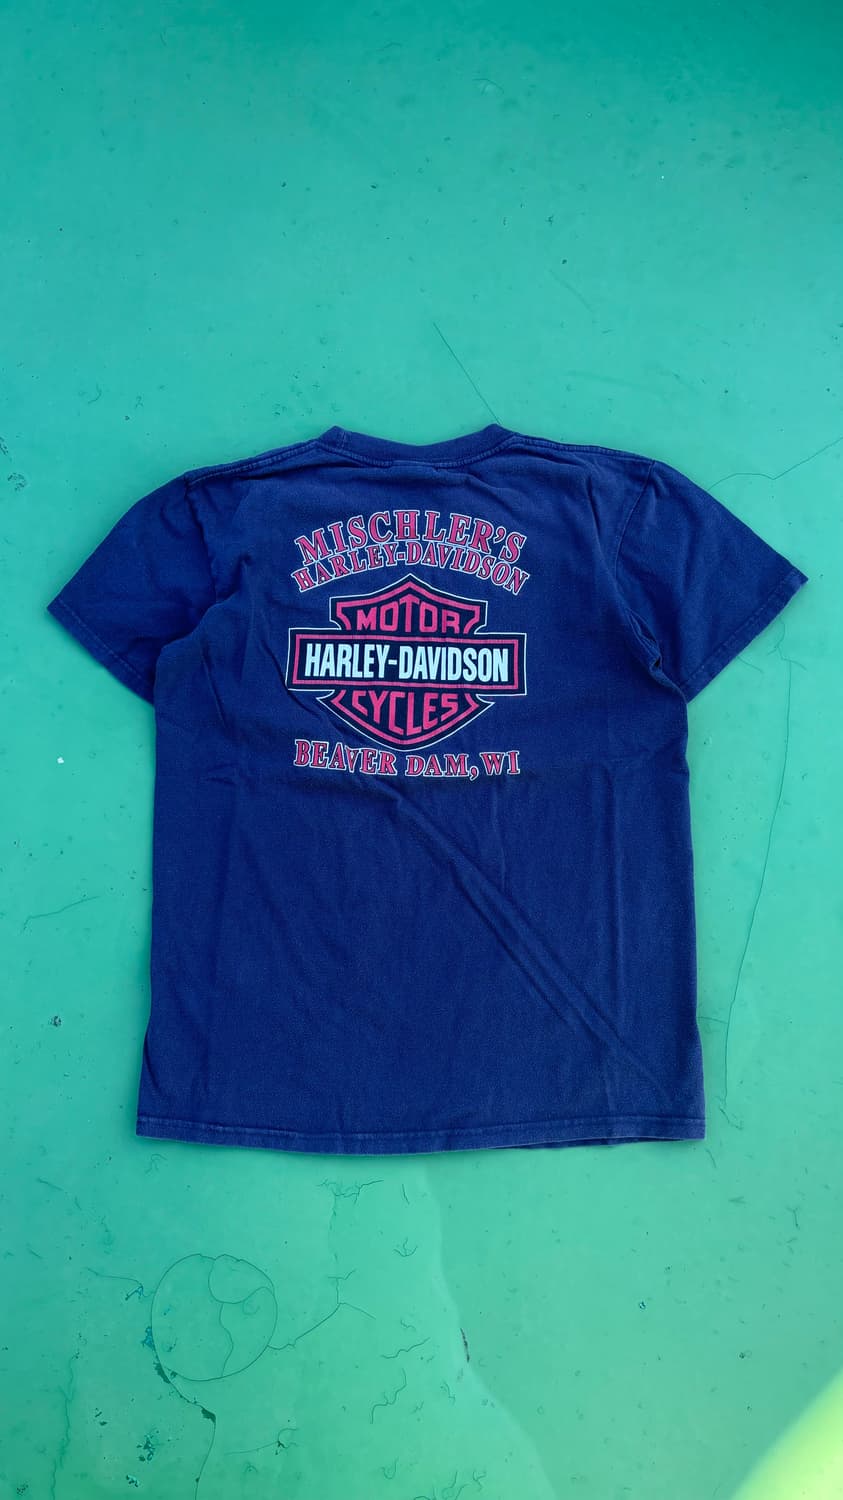 MISCHLER'S
HARLEY-DAVIDSON
MOTOR
HARLEY-DAVIDSON
CYCLES
BEAVER DAM, WI